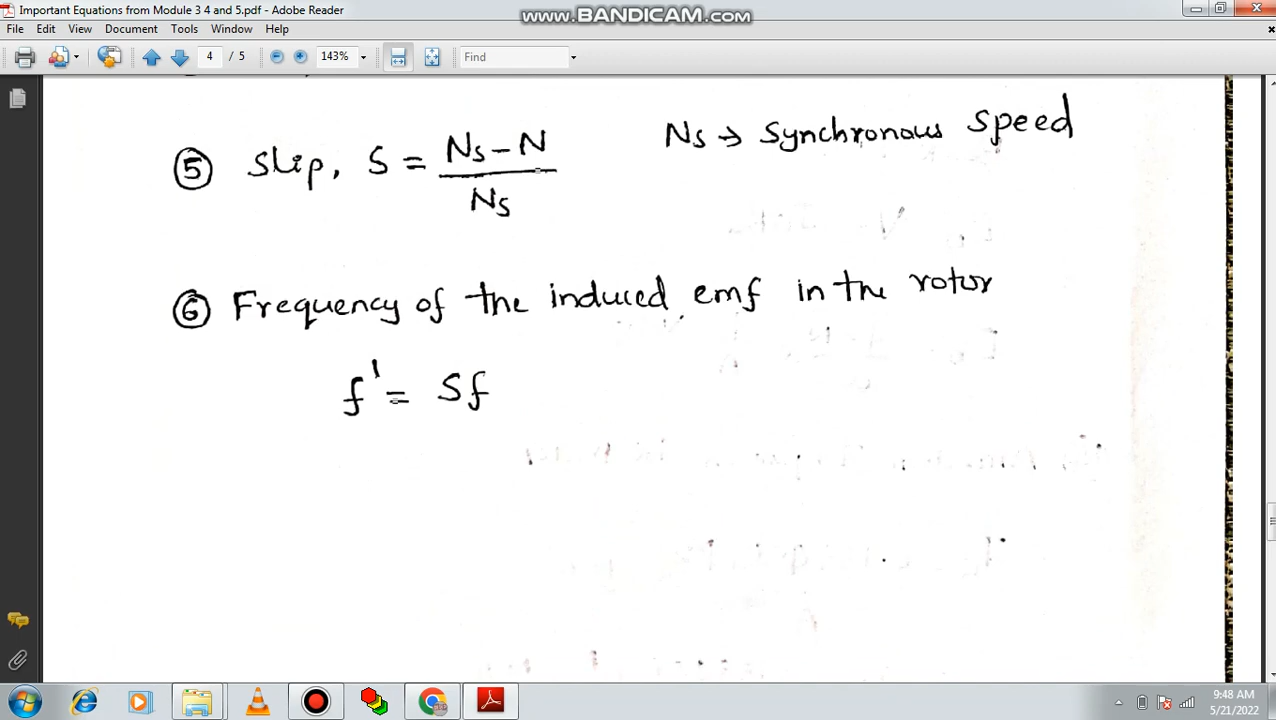 Important Equations from Module 3 4 and 5.pdf - Adobe Reader
www.BANDICAM.com
File Edit View Document Tools Window Help
4 / 5 143% Find
⑤ Slip, S = (Ns - N) / Ns Ns → Synchronous Speed
⑥ Frequency of the induced emf in the rotor
f' = Sf
9:48 AM
5/21/2022